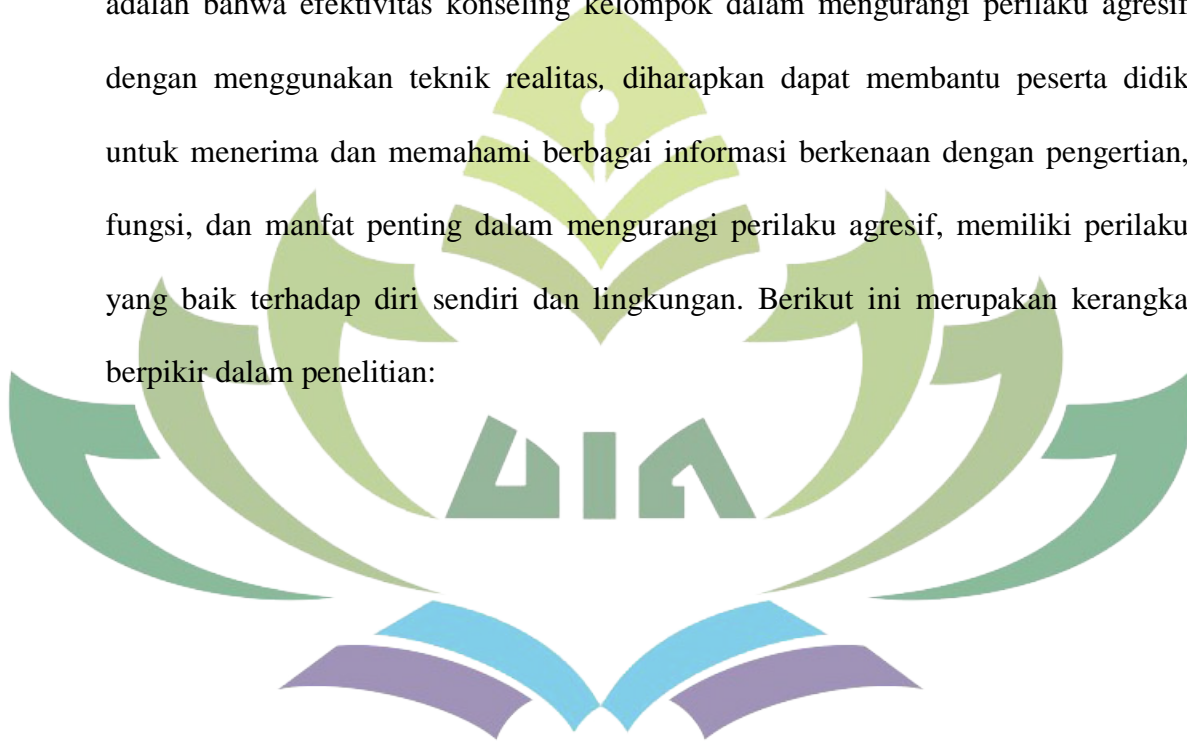 adalah bahwa efektivitas konseling kelompok dalam mengurangi perilaku agresif
dengan menggunakan teknik realitas, diharapkan dapat membantu peserta didik
untuk menerima dan memahami berbagai informasi berkenaan dengan pengertian,
fungsi, dan manfat penting dalam mengurangi perilaku agresif, memiliki perilaku
yang baik terhadap diri sendiri dan lingkungan. Berikut ini merupakan kerangka
berpikir dalam penelitian: